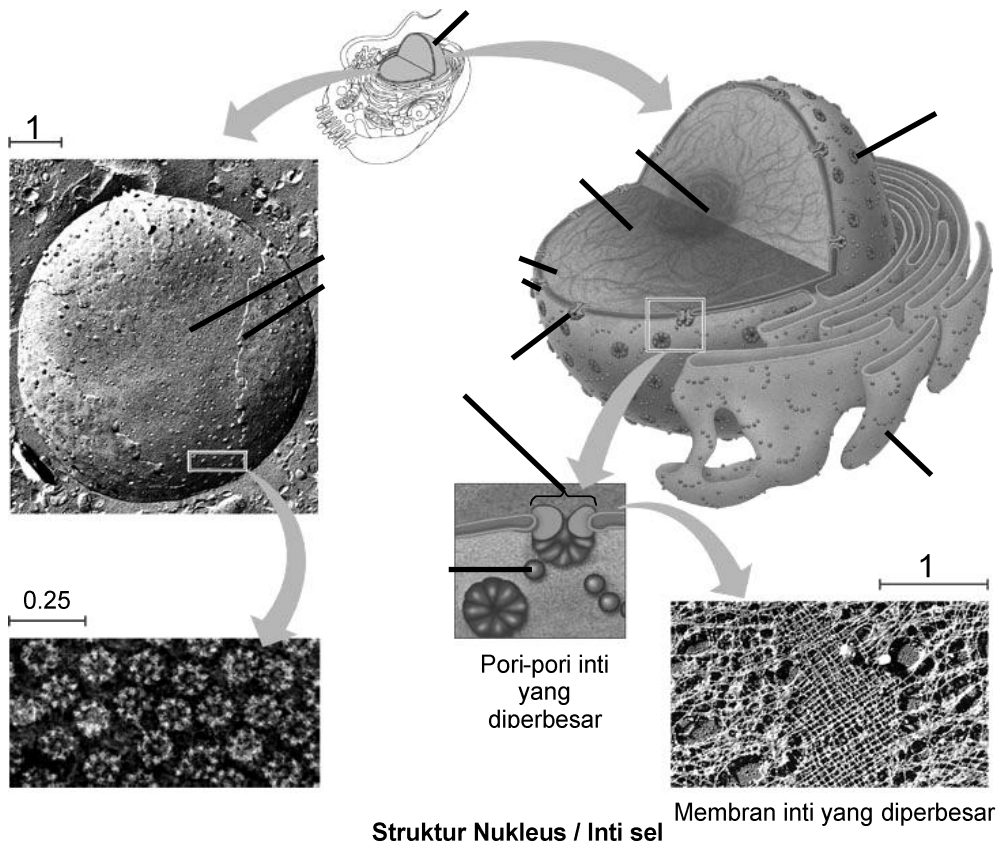 1
0.25
Pori-pori inti
yang
diperbesar
1
Membran inti yang diperbesar
Struktur Nukleus / Inti sel